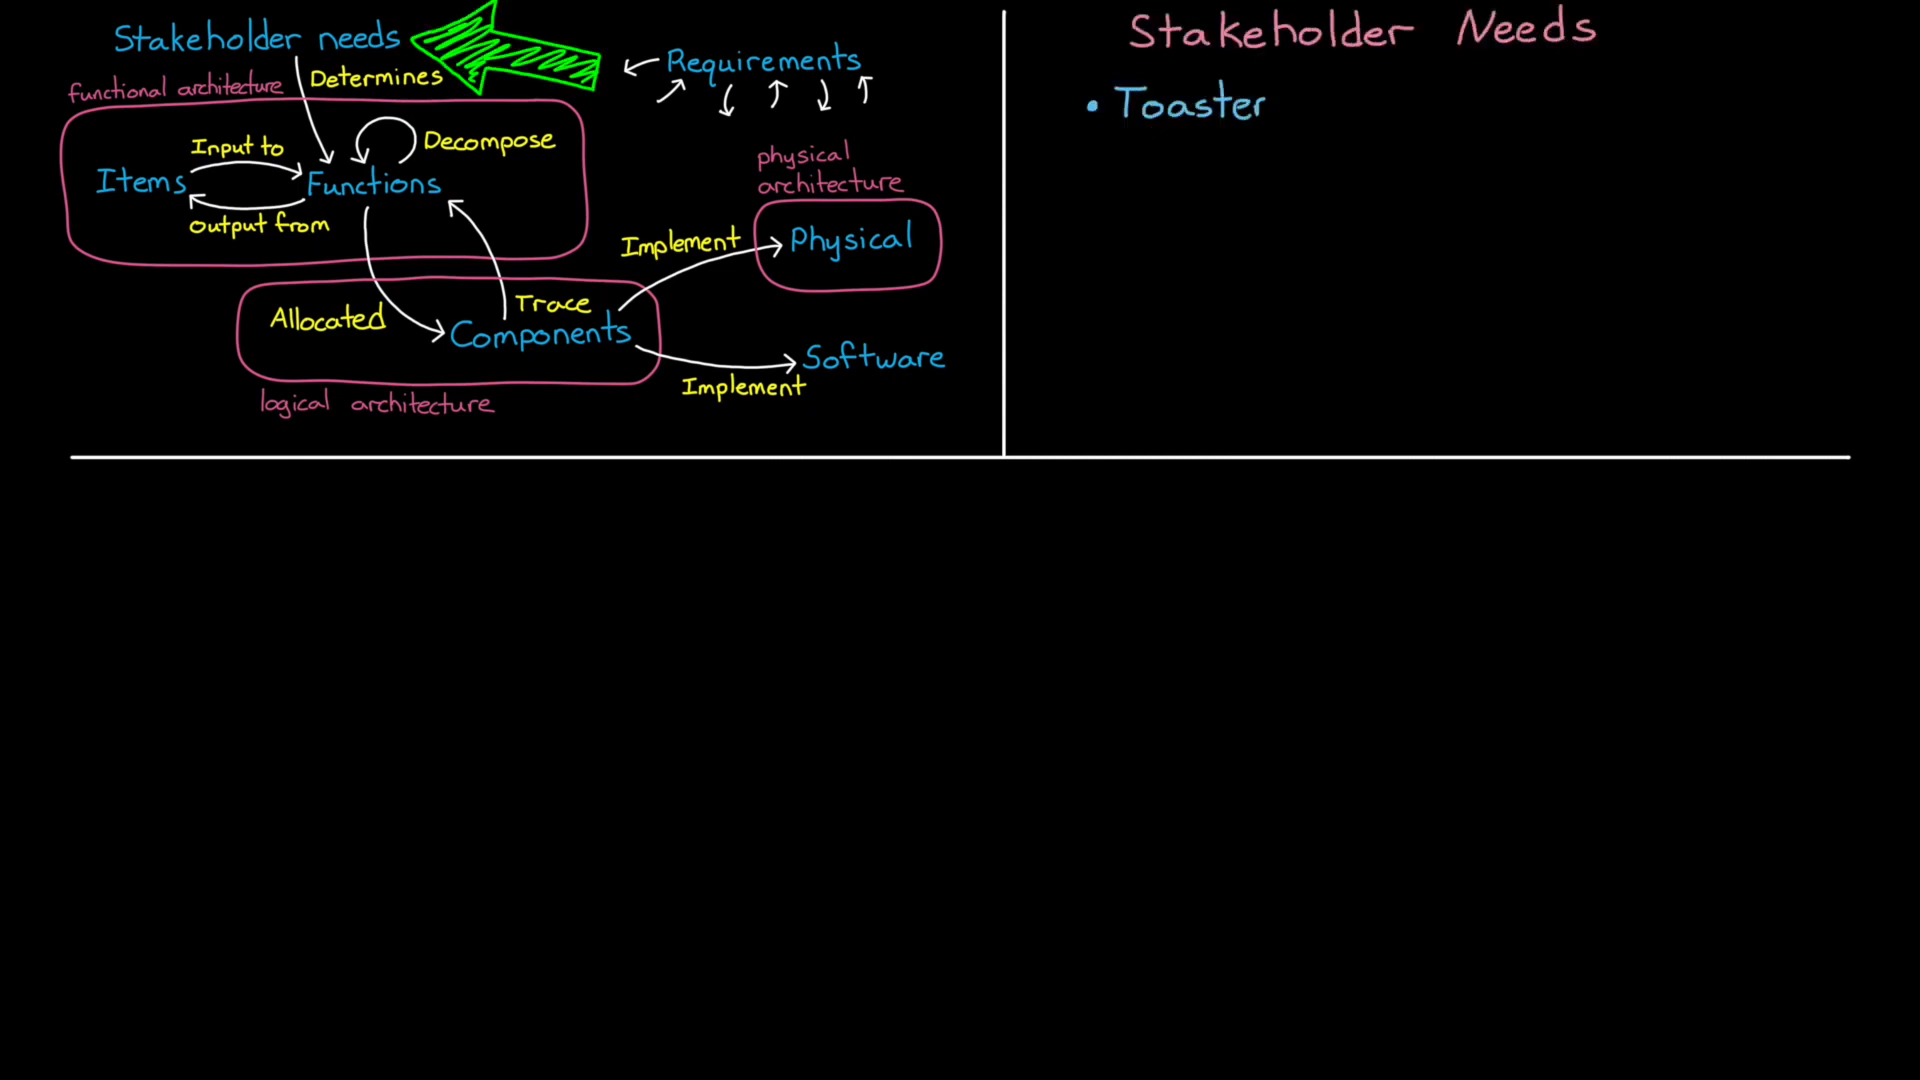 Stakeholder needs
Determines
Requirements
functional architecture
Input to
Decompose
Items
Functions
Output from
physical
architecture
Implement
Physical
Allocated
Trace
Components
Software
Implement
logical architecture
Stakeholder Needs
• Toaster